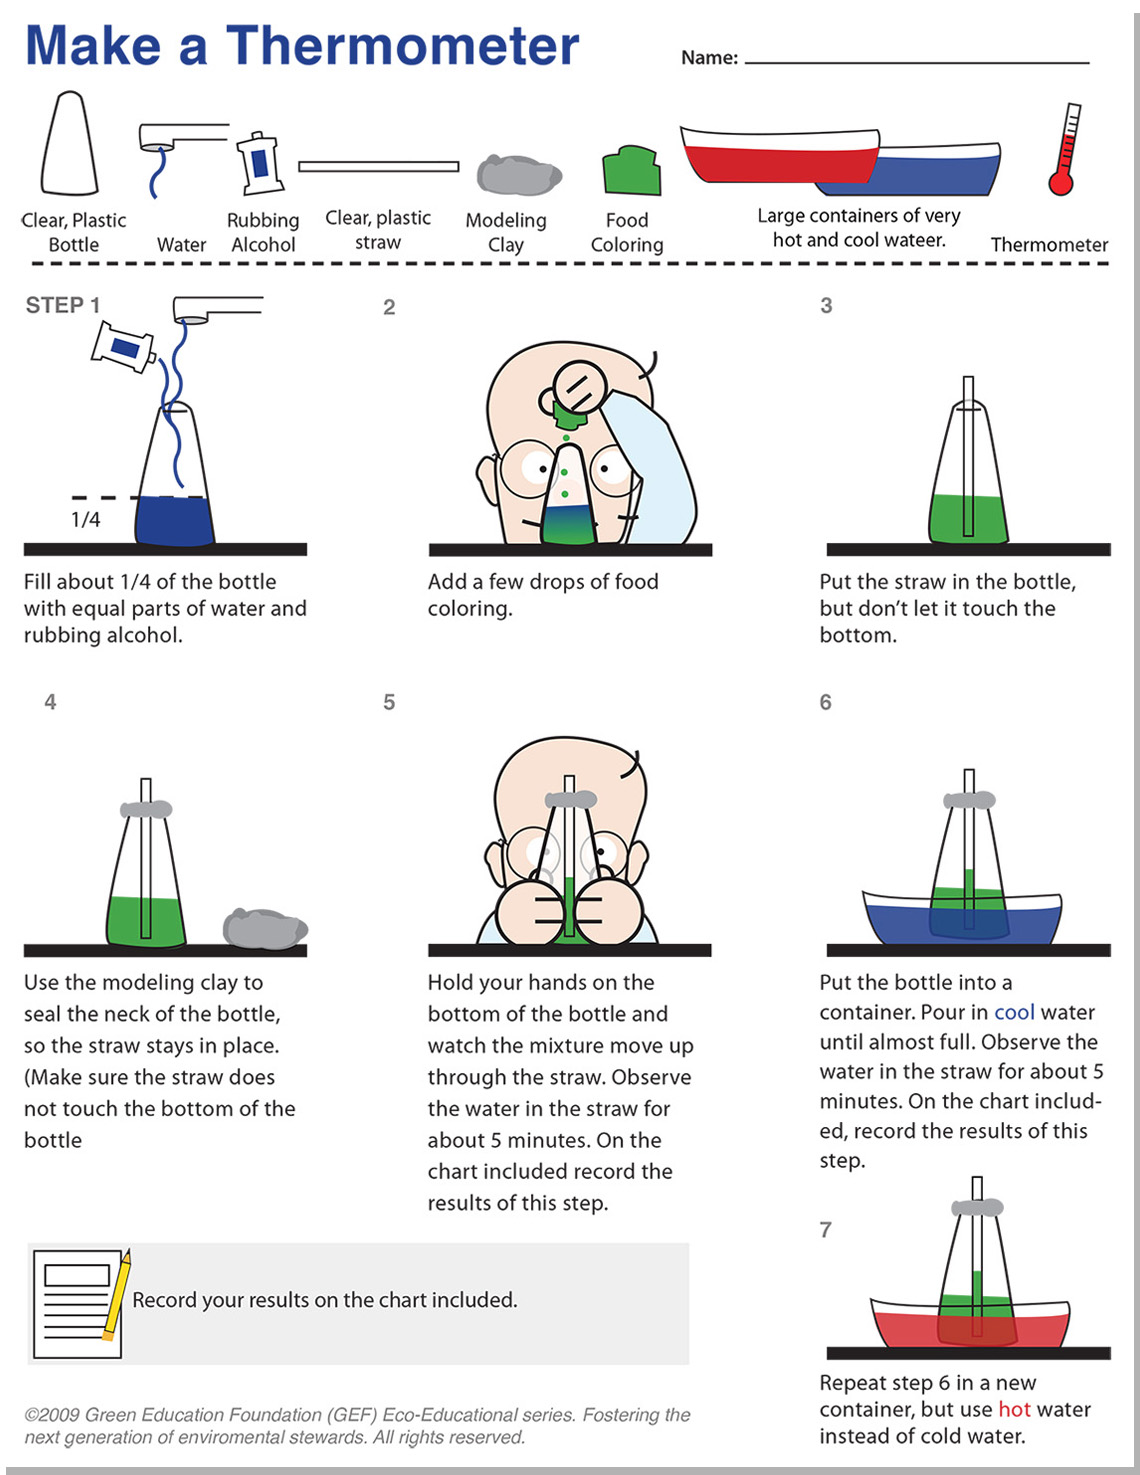 Make a Thermometer
Name:
Clear, Plastic
Bottle
Water
Rubbing
Alcohol
Clear, plastic
straw
Modeling
Clay
Food
Coloring
Large containers of very
hot and cool wateer.
Thermometer
STEP 1
1/4
Fill about 1/4 of the bottle
with equal parts of water and
rubbing alcohol.
2
Add a few drops of food
coloring.
3
Put the straw in the bottle,
but don't let it touch the
bottom.
4
Use the modeling clay to
seal the neck of the bottle,
so the straw stays in place.
(Make sure the straw does
not touch the bottom of the
bottle
5
Hold your hands on the
bottom of the bottle and
watch the mixture move up
through the straw. Observe
the water in the straw for
about 5 minutes. On the
chart included record the
results of this step.
6
Put the bottle into a
container. Pour in cool water
until almost full. Observe the
water in the straw for about 5
minutes. On the chart includ-
ed, record the results of this
step.
7
Repeat step 6 in a new
container, but use hot water
instead of cold water.
Record your results on the chart included.
©2009 Green Education Foundation (GEF) Eco-Educational series. Fostering the
next generation of enviromental stewards. All rights reserved.